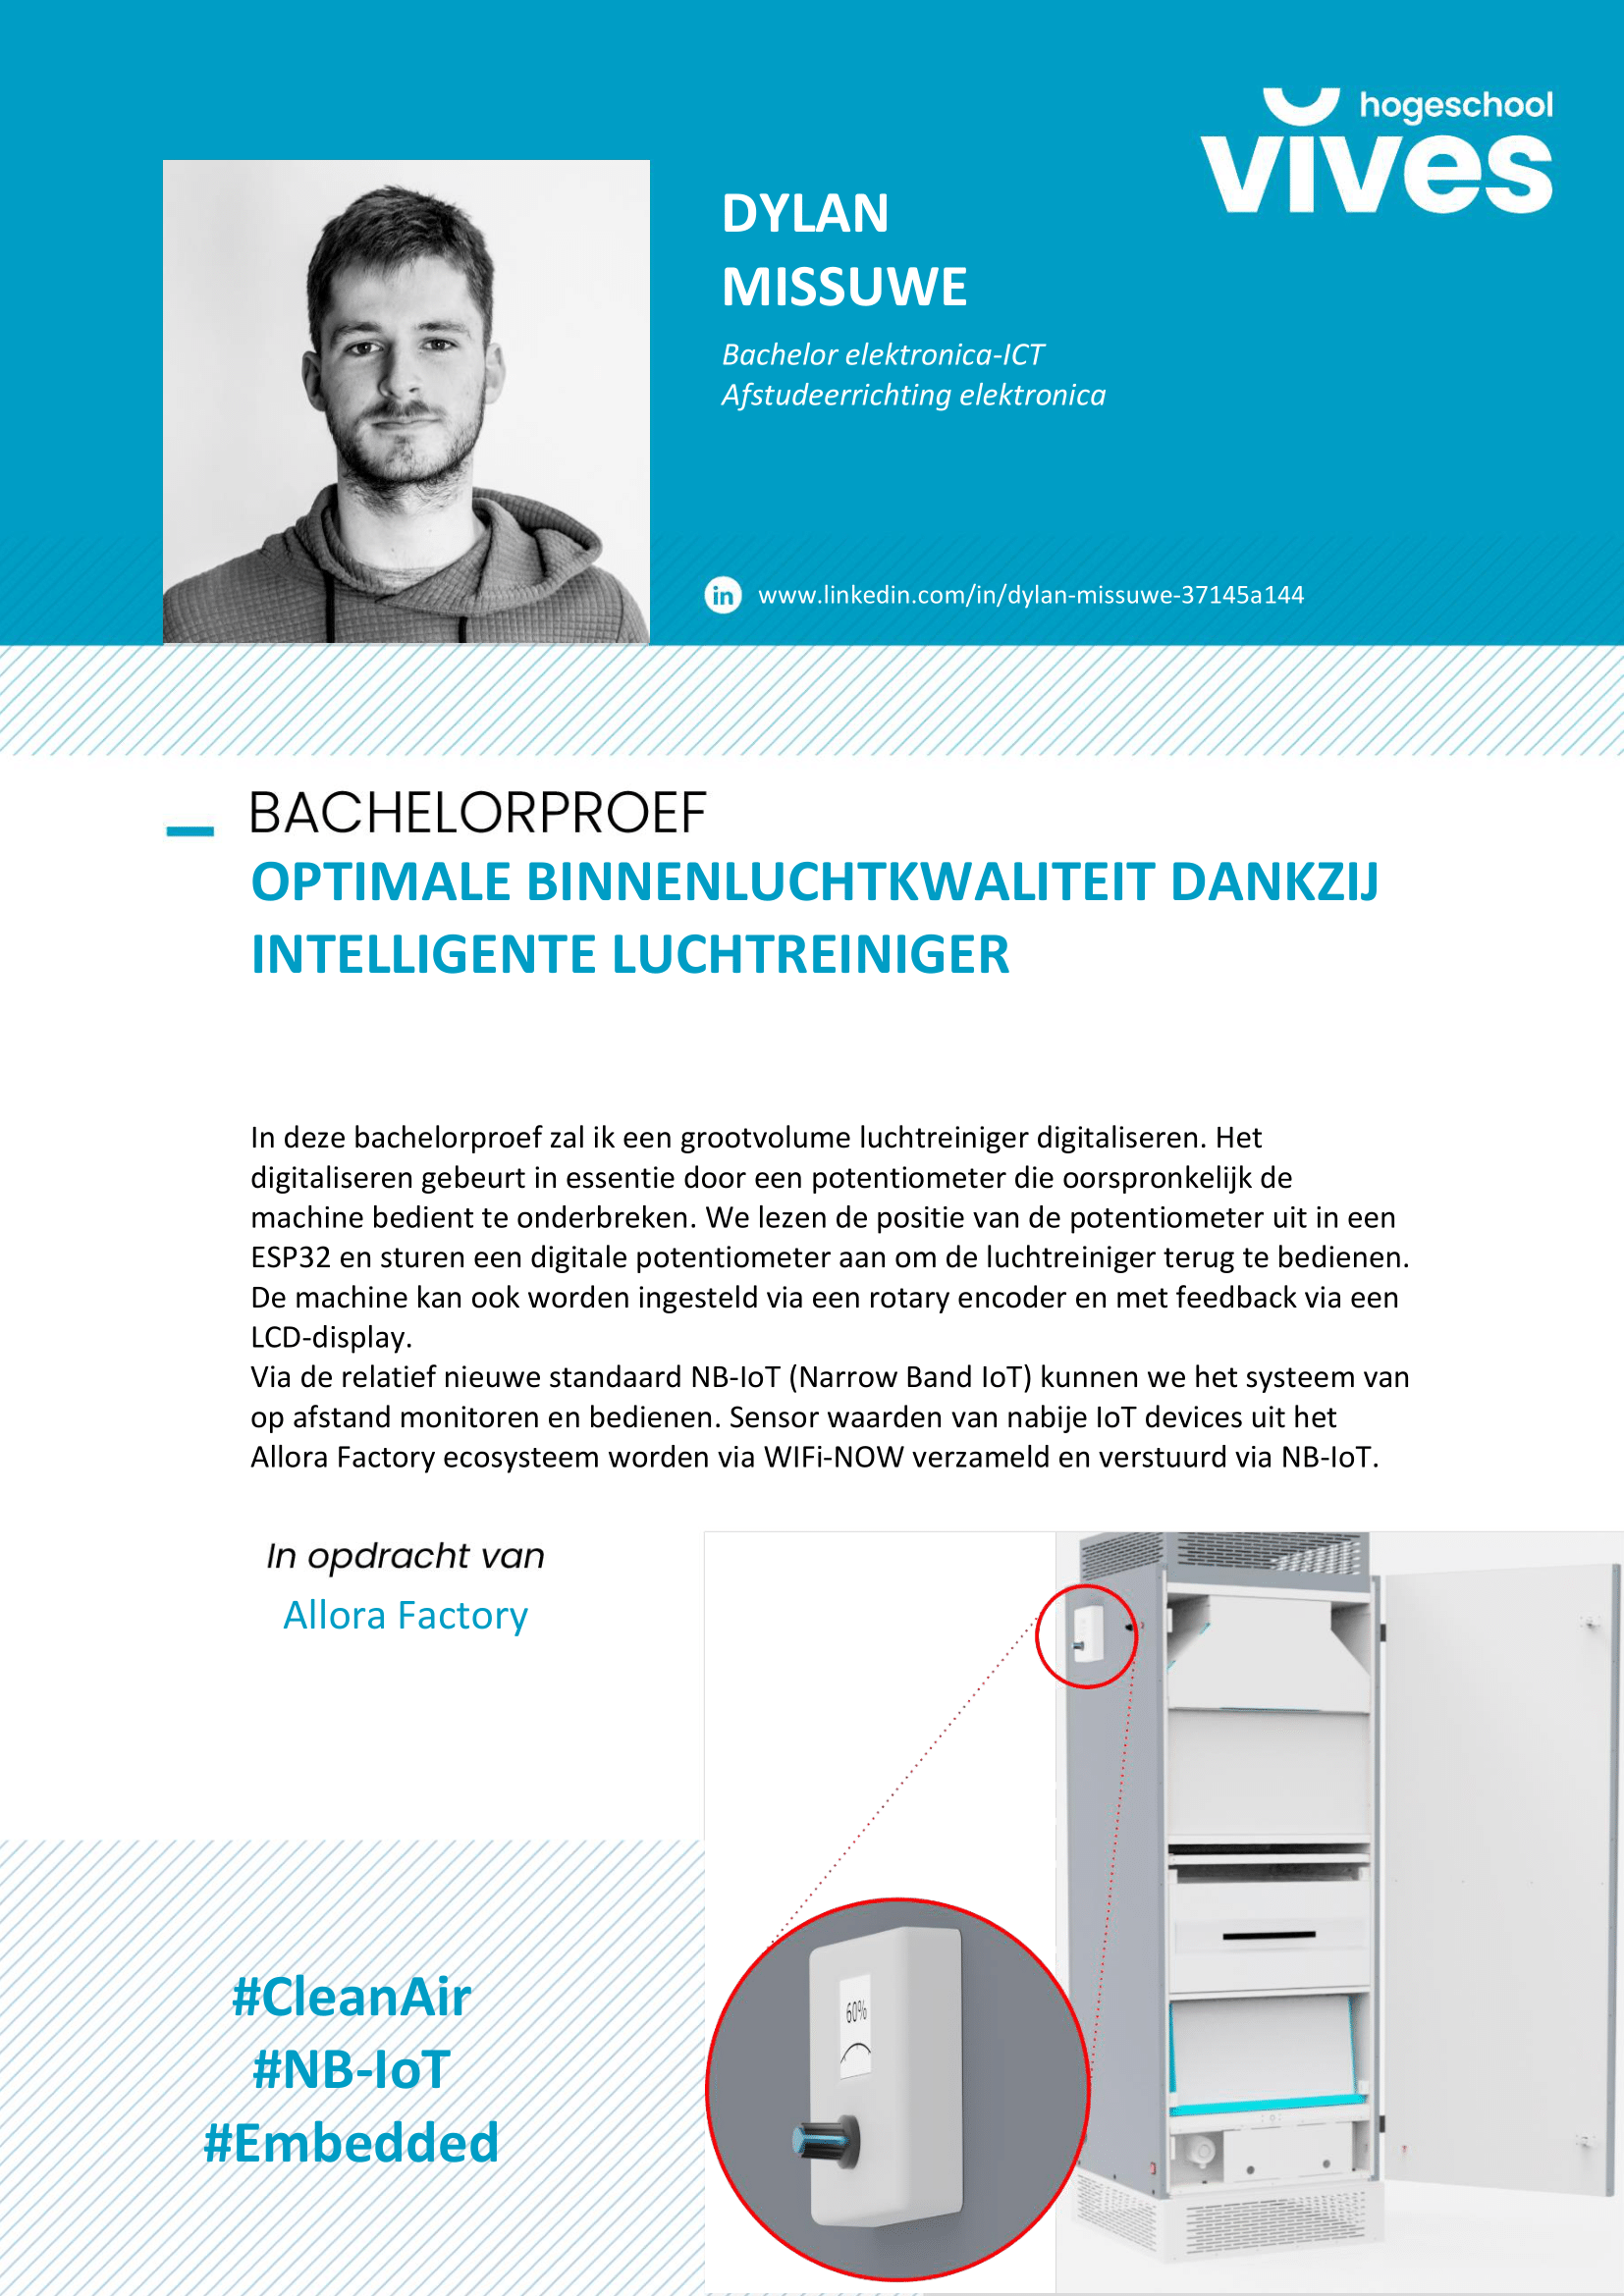 hogeschool
vives
DYLAN
MISSUWE
Bachelor elektronica-ICT
Afstudeerrichting elektronica
in www.linkedin.com/in/dylan-missuwe-37145a144
BACHELORPROEF
OPTIMALE BINNENLUCHTKWALITEIT DANKZIJ
INTELLIGENTE LUCHTREINIGER
In deze bachelorproef zal ik een grootvolume luchtreiniger digitaliseren. Het
digitaliseren gebeurt in essentie door een potentiometer die oorspronkelijk de
machine bedient te onderbreken. We lezen de positie van de potentiometer uit in een
ESP32 en sturen een digitale potentiometer aan om de luchtreiniger terug te bedienen.
De machine kan ook worden ingesteld via een rotary encoder en met feedback via een
LCD-display.
Via de relatief nieuwe standaard NB-IoT (Narrow Band IoT) kunnen we het systeem van
op afstand monitoren en bedienen. Sensor waarden van nabije IoT devices uit het
Allora Factory ecosysteem worden via WIFi-NOW verzameld en verstuurd via NB-IoT.
In opdracht van
Allora Factory
60%
#CleanAir
#NB-IoT
#Embedded